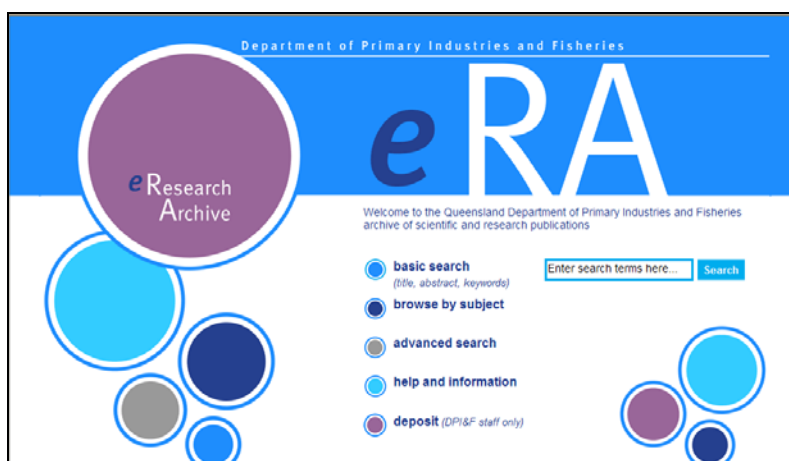 Department of Primary Industries and Fisheries
eRA
eResearch
Archive
Welcome to the Queensland Department of Primary Industries and Fisheries
archive of scientific and research publications
basic search
Enter search terms here... Search
(title, abstract, keywords)
browse by subject
advanced search
help and information
deposit (DPI&F staff only)